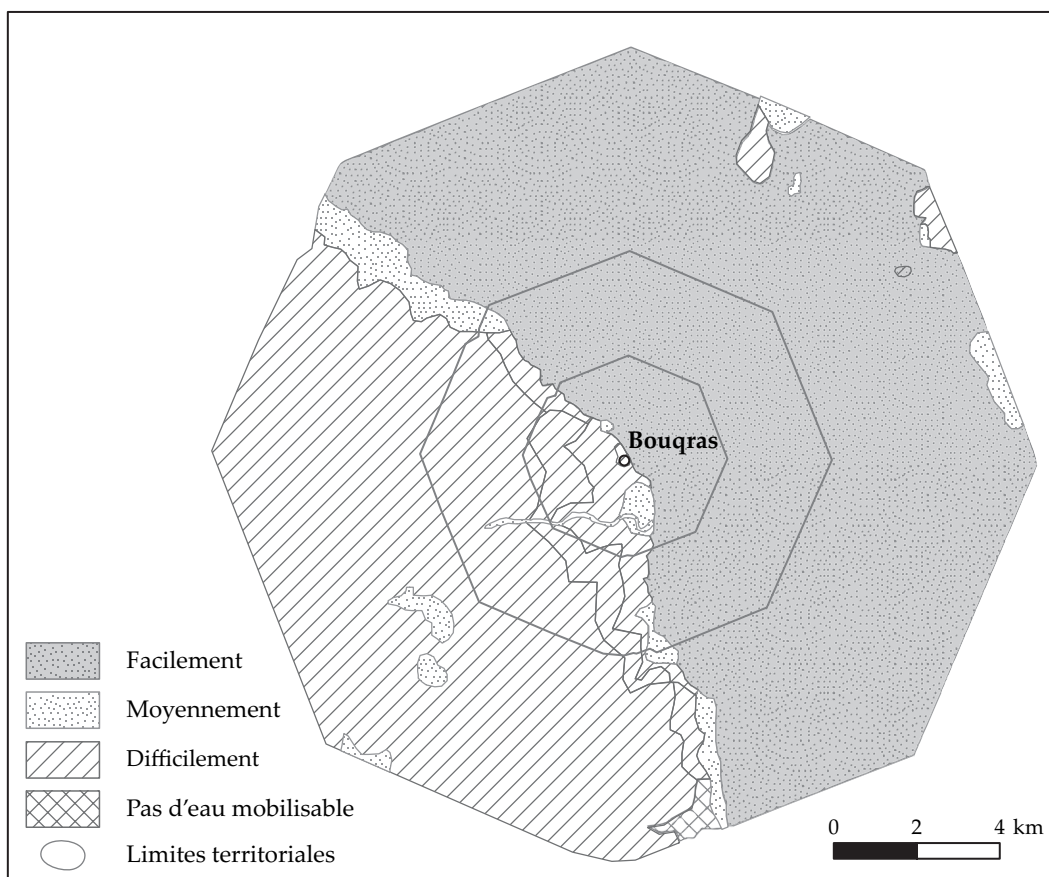 Bouqras
Facilement
Moyennement
Difficilement
Pas d'eau mobilisable
Limites territoriales
0 2 4 km